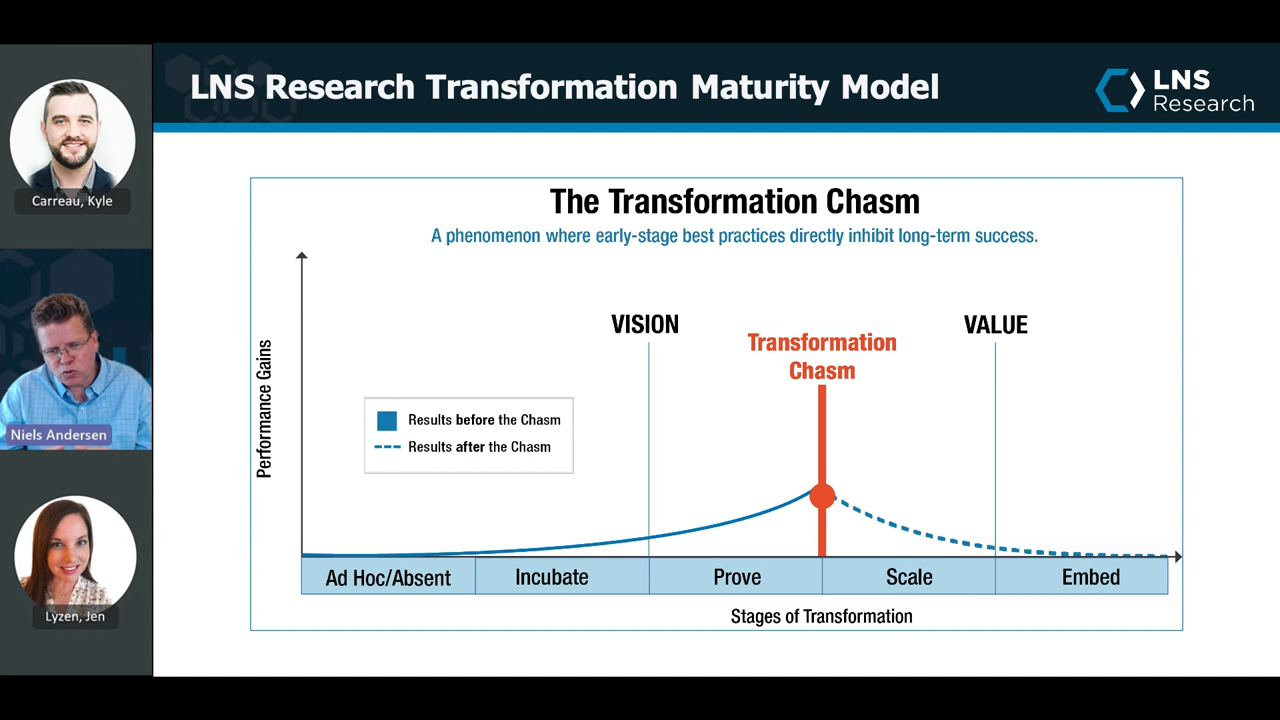 LNS Research Transformation Maturity Model
LNS
Research
Carreau, Kyle
Niels Andersen
Lyzen, Jen
The Transformation Chasm
A phenomenon where early-stage best practices directly inhibit long-term success.
Performance Gains
VISION
Transformation
Chasm
VALUE
Results before the Chasm
Results after the Chasm
Ad Hoc/Absent
Incubate
Prove
Scale
Embed
Stages of Transformation